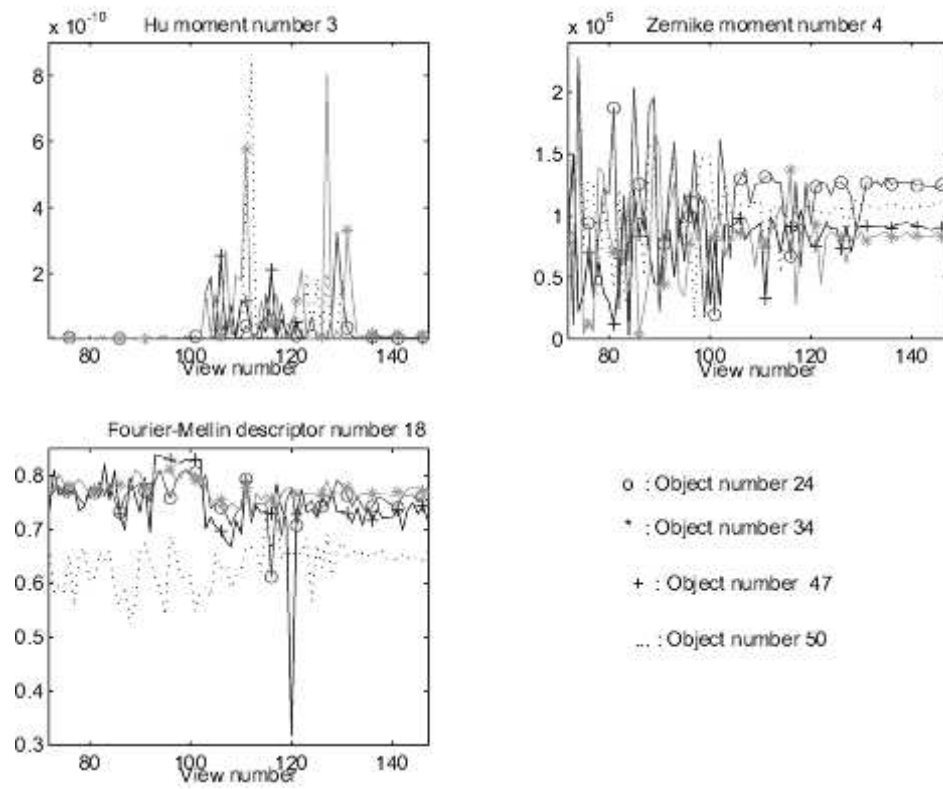 x 10⁻¹⁰
Hu moment number 3
8
6
4
2
80
100
120
140
View number
x 10⁵
Zernike moment number 4
2
1.5
1
0.5
0
80
100
120
140
View number
Fourier-Mellin descriptor number 18
0.8
0.7
0.6
0.5
0.4
0.3
80
100
120
140
View number
o : Object number 24
* : Object number 34
+ : Object number 47
... : Object number 50